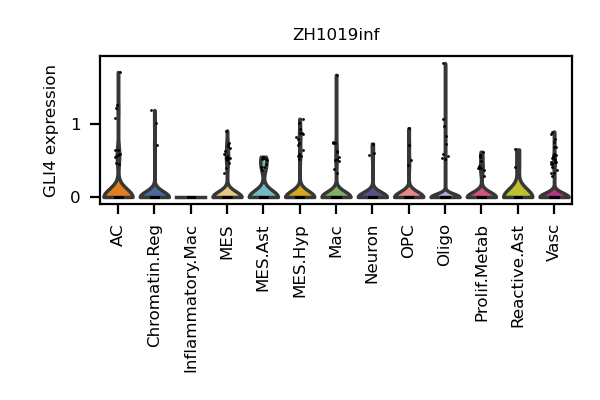 ZH1019inf
GLI4 expression
1
0
AC
Chromatin.Reg
Inflammatory.Mac
MES
MES.Ast
MES.Hyp
Mac
Neuron
OPC
Oligo
Prolif.Metab
Reactive.Ast
Vasc